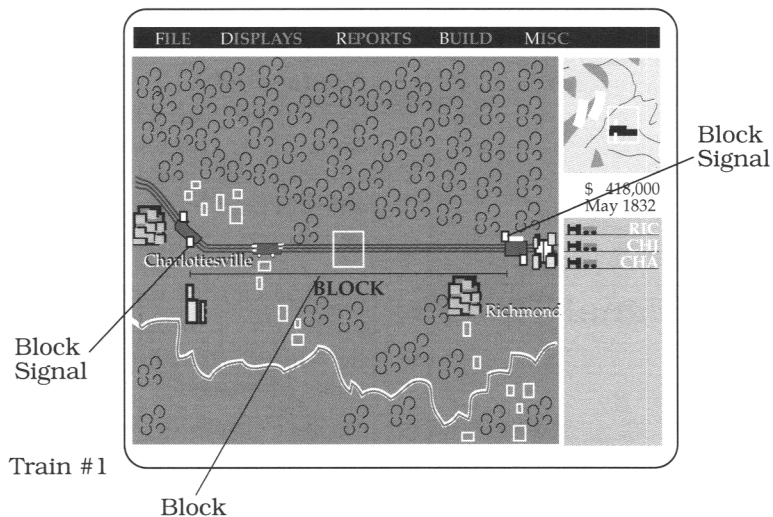 FILE DISPLAYS REPORTS BUILD MISC
Block
Signal
$ 418,000
May 1832
RIC
CHJ
CHA
Charlottesville
BLOCK
Richmond
Block
Signal
Train #1
Block